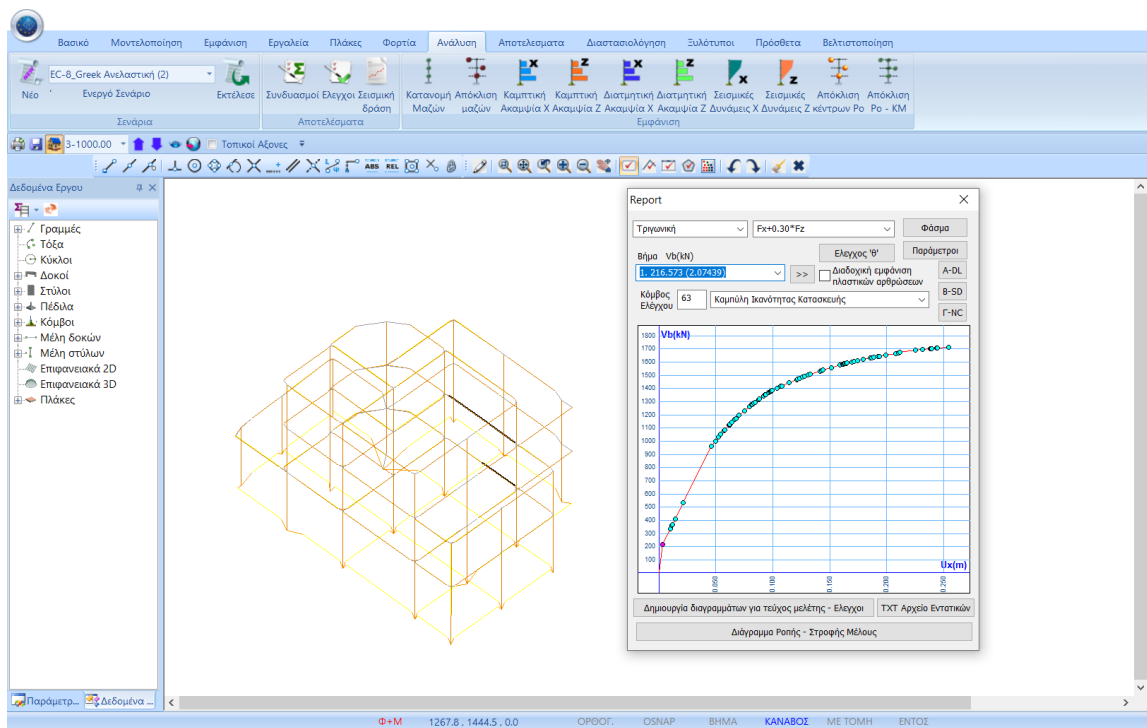 Βασικό Μοντελοποίηση Εμφάνιση Εργαλεία Πλάκες Φορτία Ανάλυση Αποτελεσματα Διαστασιολόγηση Ξυλότυποι Πρόσθετα Βελτιστοποίηση
EC-8_Greek Ανελαστική (2)
Νέο Ενεργό Σενάριο Εκτέλεσε
Σενάρια
Συνδυασμοί Ελεγχοι Σεισμική δράση
Αποτελέσματα
Κατανομή Μαζών Απόκλιση μαζών Καμπτική Ακαμψία X Καμπτική Ακαμψία Z Διατμητική Ακαμψία X Διατμητική Ακαμψία Z Σεισμικές Δυνάμεις X Σεισμικές Δυνάμεις Z Απόκλιση κέντρων Ρο Απόκλιση Ρο - ΚΜ
Εμφάνιση
3-1000.00 Τοπικοί Αξονες
ABS REL
Δεδομένα Εργου
Γραμμές
Τόξα
Κύκλοι
Δοκοί
Στύλοι
Πέδιλα
Κόμβοι
Μέλη δοκών
Μέλη στύλων
Επιφανειακά 2D
Επιφανειακά 3D
Πλάκες
Παράμετρ... Δεδομένα ...
Report
Τριγωνική Fx+0.30*Fz Φάσμα
Βήμα Vb(kN) Ελεγχος 'θ' Παράμετροι
1. 216.573 (2.07439) >> Διαδοχική εμφάνιση πλαστικών αρθρώσεων A-DL
Κόμβος Ελέγχου 63 Καμπύλη Ικανότητας Κατασκευής B-SD
Γ-NC
Vb(kN)
1800
1700
1600
1500
1400
1300
1200
1100
1000
900
800
700
600
500
400
300
200
100
Ux(m)
0.050 0.100 0.150 0.200 0.250
Δημιουργία διαγραμμάτων για τεύχος μελέτης - Ελεγχοι TXT Αρχείο Εντατικών
Διάγραμμα Ροπής - Στροφής Μέλους
Φ+Μ 1267.8 , 1444.5 , 0.0 ΟΡΘΟΓ. OSNAP ΒΗΜΑ ΚΑΝΑΒΟΣ ΜΕ ΤΟΜΗ ΕΝΤΟΣ